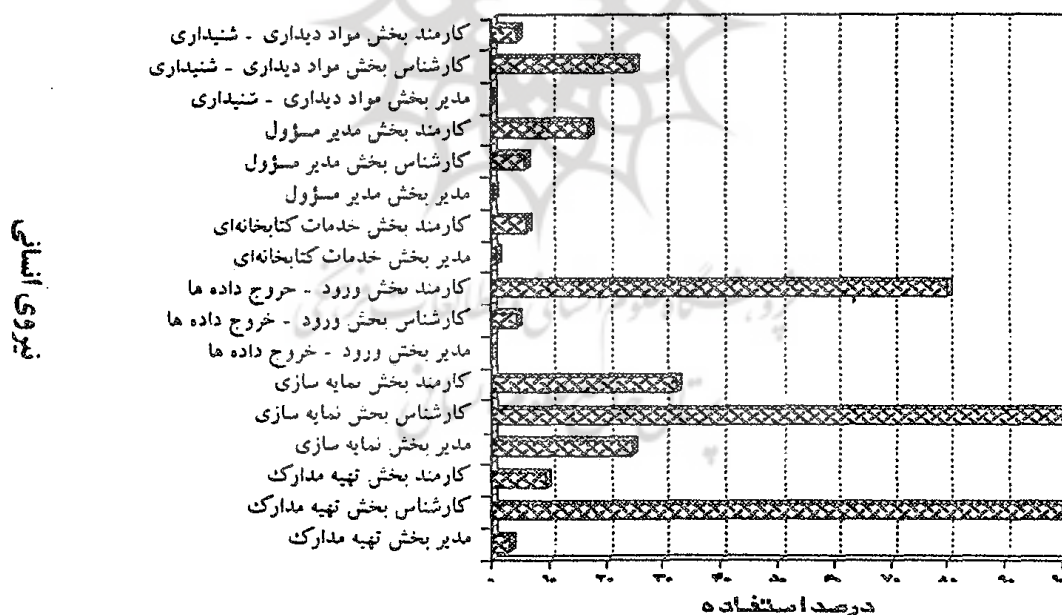 کارمند بخش مواد دیداری - شنیداری
کارشناس بخش مواد دیداری - شنیداری
مدیر بخش مواد دیداری - شنیداری
کارمند بخش مدیر مسؤول
کارشناس بخش مدیر مسؤول
مدیر بخش مدیر مسؤول
کارمند بخش خدمات کتابخانه‌ای
مدیر بخش خدمات کتابخانه‌ای
کارمند بخش ورود - خروج داده ها
کارشناس بخش ورود - خروج داده ها
مدیر بخش ورود - خروج داده ها
کارمند بخش نمایه سازی
کارشناس بخش نمایه سازی
مدیر بخش نمایه سازی
کارمند بخش تهیه مدارک
کارشناس بخش تهیه مدارک
مدیر بخش تهیه مدارک
نیروی انسانی
درصد استفاده